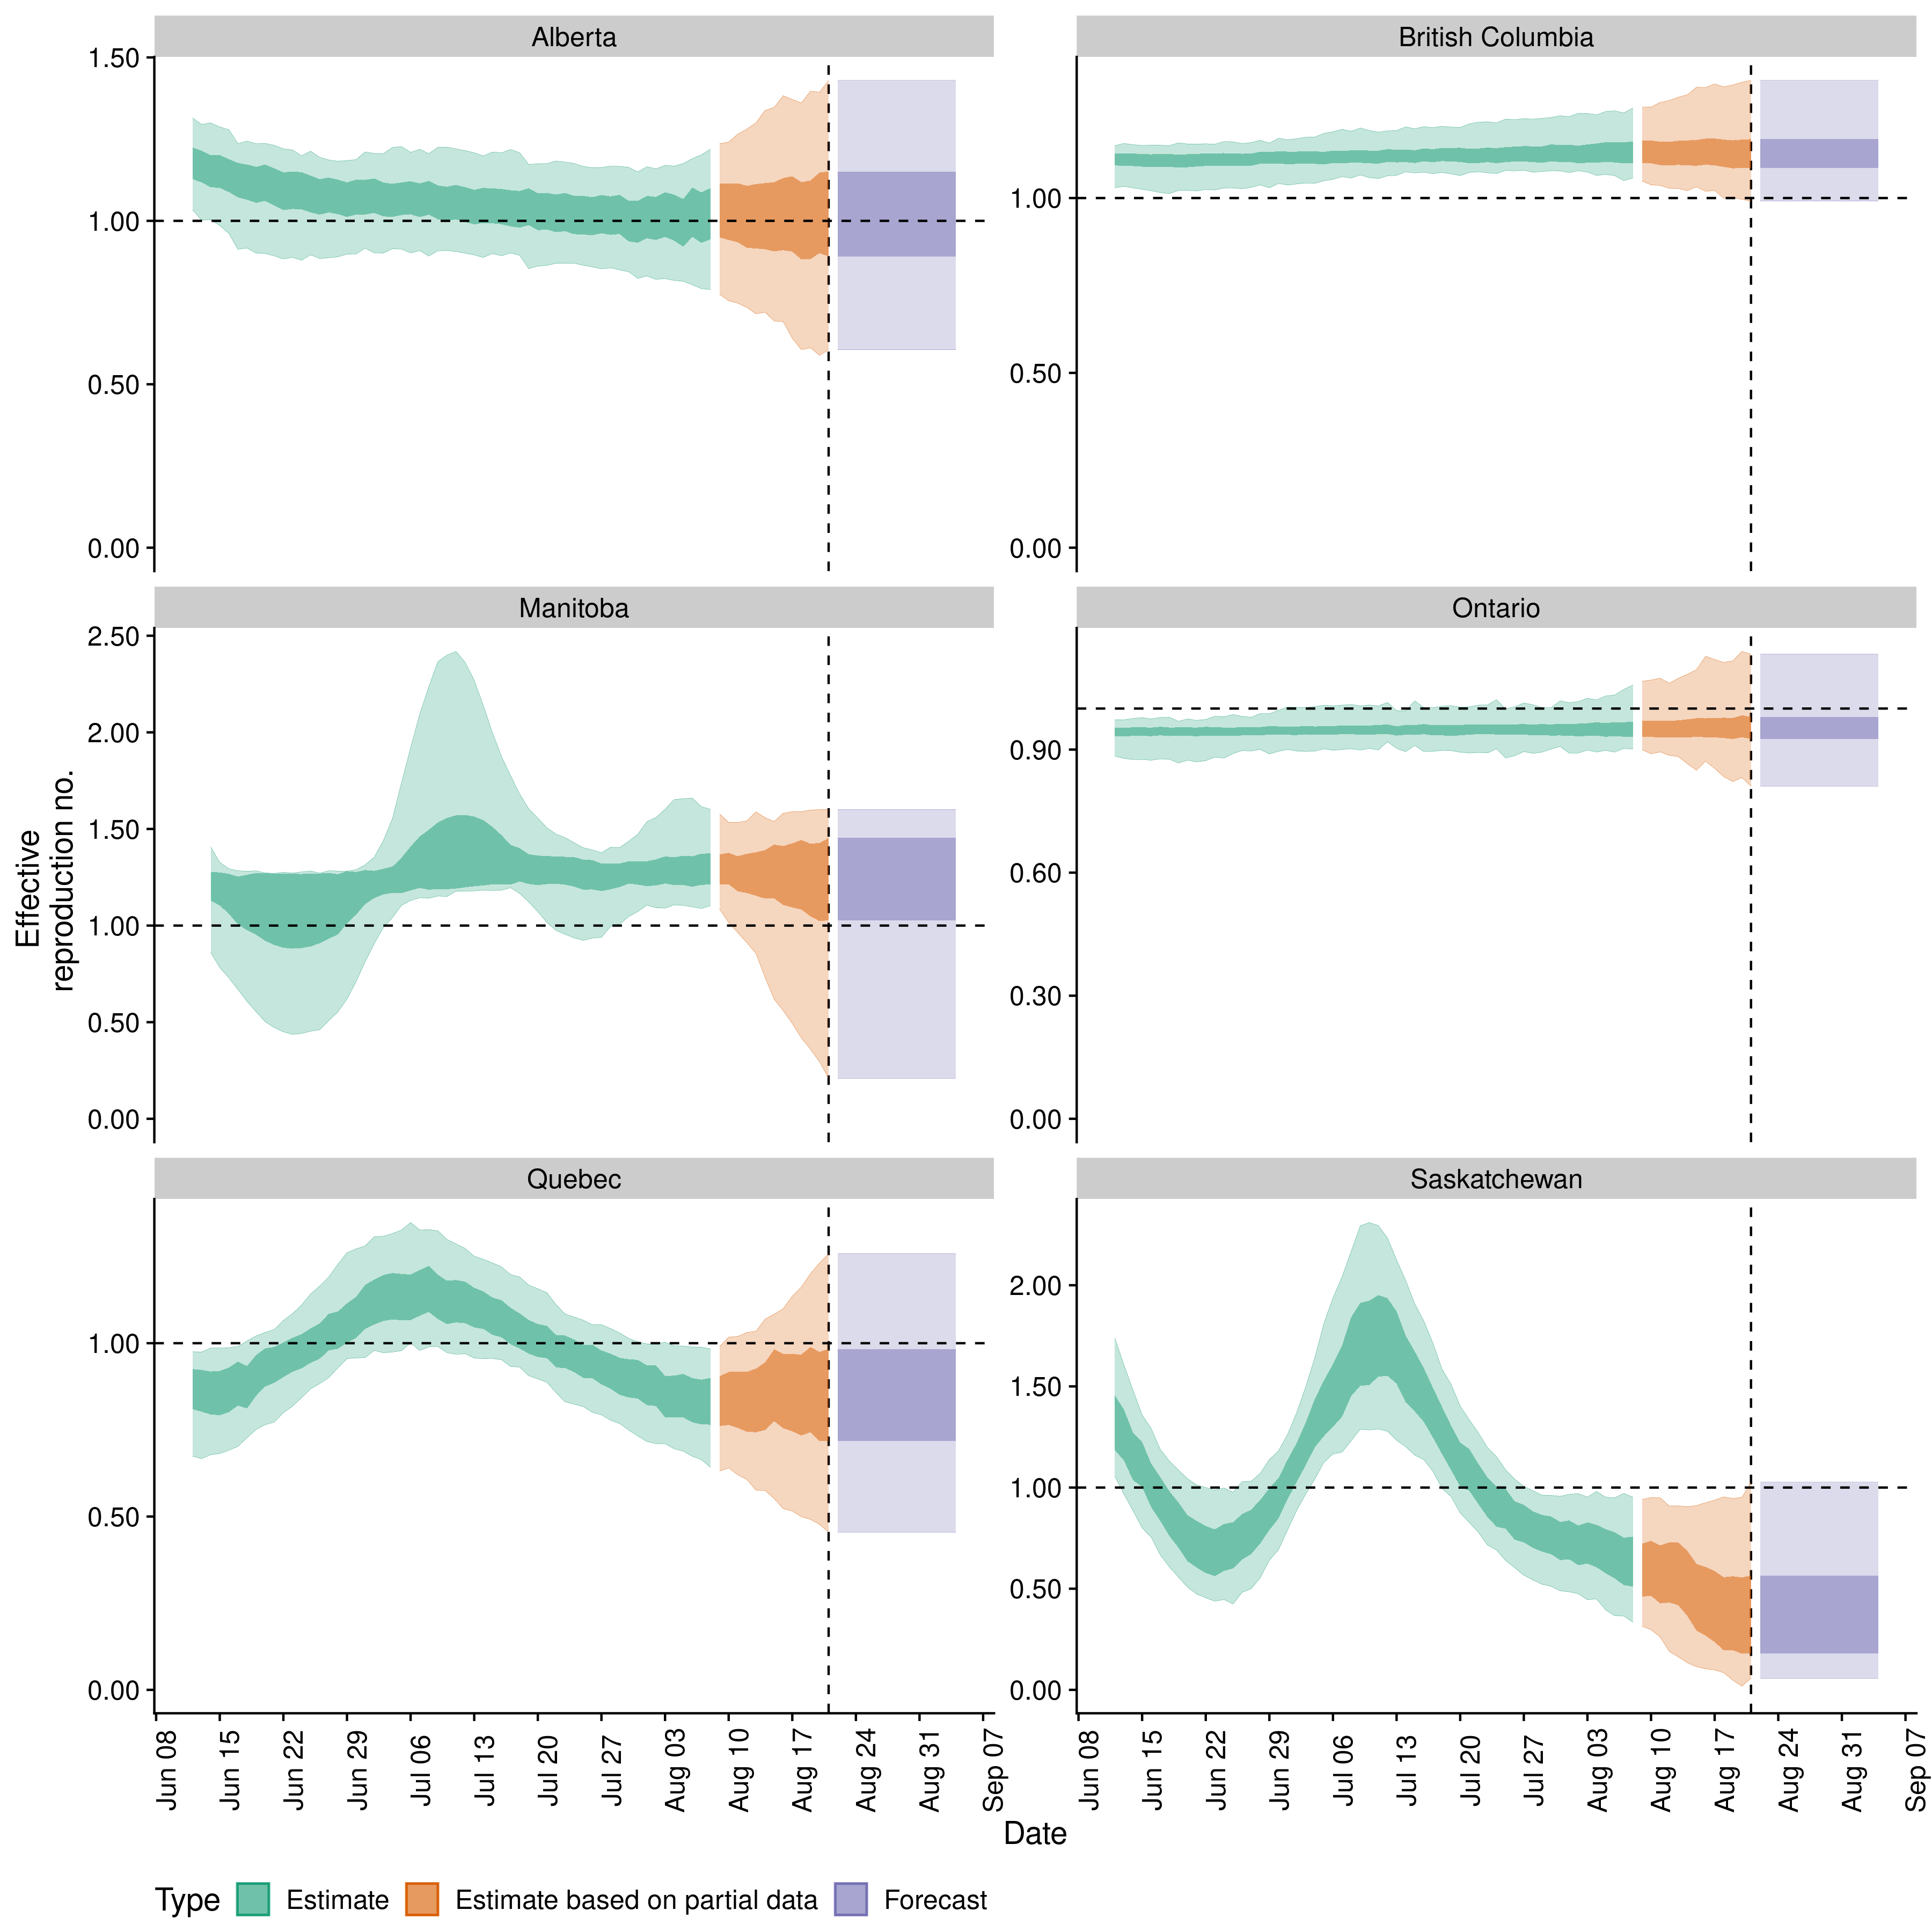 Alberta
British Columbia
1.50
1.00
0.50
0.00
1.00
0.50
0.00
Manitoba
Ontario
2.50
2.00
1.50
1.00
0.50
0.00
0.90
0.60
0.30
0.00
Effective
reproduction no.
Quebec
Saskatchewan
1.00
0.50
0.00
2.00
1.50
1.00
0.50
0.00
Jun 08 Jun 15 Jun 22 Jun 29 Jul 06 Jul 13 Jul 20 Jul 27 Aug 03 Aug 10 Aug 17 Aug 24 Aug 31 Sep 07
Jun 08 Jun 15 Jun 22 Jun 29 Jul 06 Jul 13 Jul 20 Jul 27 Aug 03 Aug 10 Aug 17 Aug 24 Aug 31 Sep 07
Date
Type Estimate Estimate based on partial data Forecast